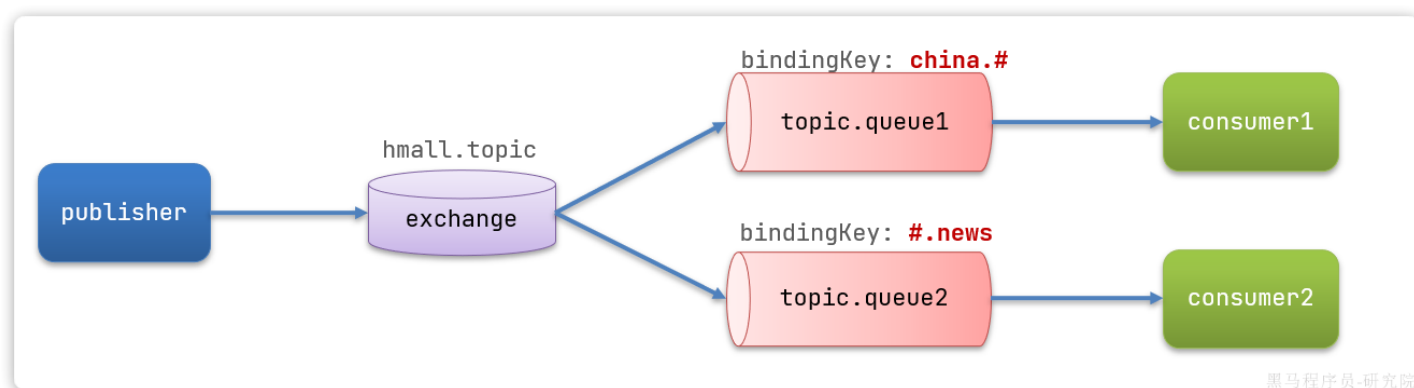 bindingKey: china.#
topic.queue1
consumer1
hmall.topic
publisher
exchange
bindingKey: #.news
topic.queue2
consumer2
黑马程序员-研究院